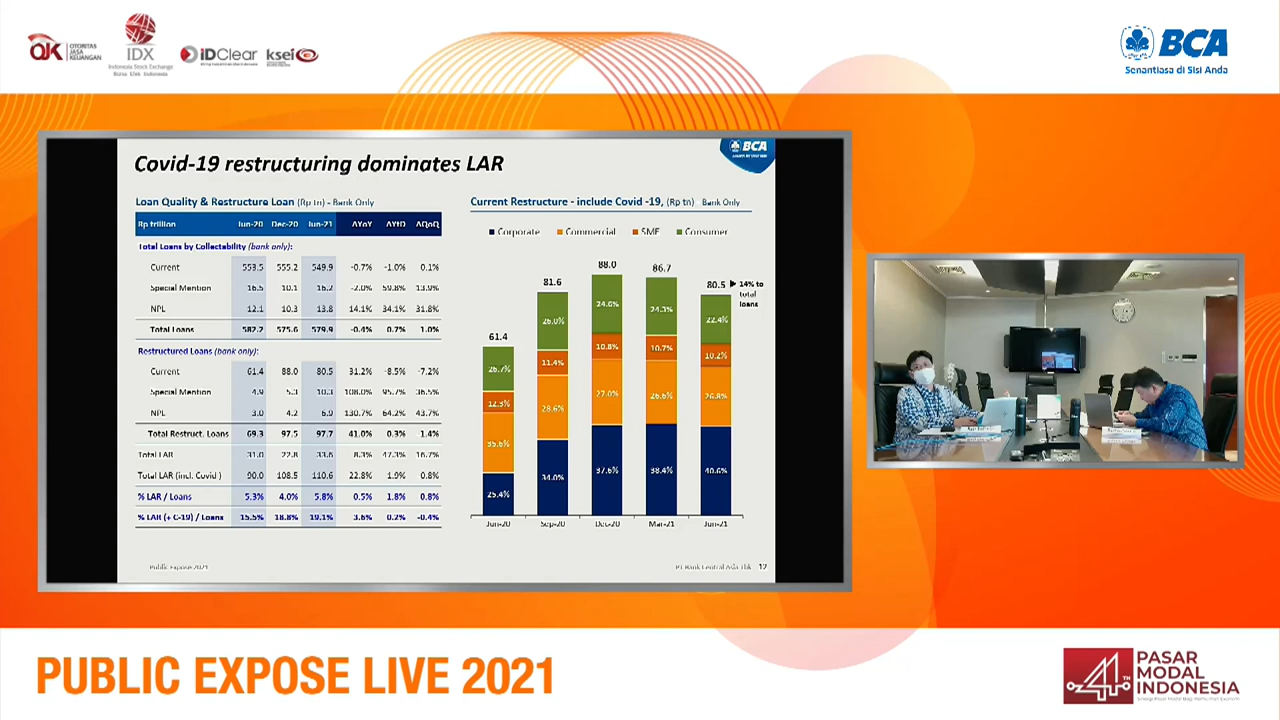 OJK OTORITAS JASA KEUANGAN
IDX
Indonesia Stock Exchange
Bursa Efek Indonesia
iDClear
ksei
BCA
Senantiasa di Sisi Anda
Covid-19 restructuring dominates LAR
BCA
Loan Quality & Restructure Loan (Rp tn) - Bank Only
Rp trillion Jun-20 Dec-20 Jun-21 ΔYoY ΔYtD ΔQoQ
Total Loans by Collectability (bank only):
Current 553.5 555.2 549.9 -0.7% -1.0% 0.1%
Special Mention 16.5 10.1 16.2 -2.0% 59.8% 13.9%
NPL 12.1 10.3 13.8 14.1% 34.1% 31.8%
Total Loans 582.2 575.6 579.9 -0.4% 0.7% 1.0%
Restructured Loans (bank only):
Current 61.4 88.0 80.5 31.2% -8.5% -7.2%
Special Mention 4.9 5.3 10.3 108.0% 95.7% 36.5%
NPL 3.0 4.2 6.9 130.7% 64.2% 43.7%
Total Restruct. Loans 69.3 97.5 97.7 41.0% 0.3% 1.4%
Total LAR 31.0 22.8 33.6 8.3% 47.3% 16.7%
Total LAR (incl. Covid) 90.0 108.5 110.6 22.8% 1.9% 0.8%
% LAR / Loans 5.3% 4.0% 5.8% 0.5% 1.8% 0.8%
% LAR (+ C-19) / Loans 15.5% 18.8% 19.1% 3.6% 0.2% -0.4%
Current Restructure - include Covid -19, (Rp tn) Bank Only
Corporate Commercial SME Consumer
61.4 81.6 88.0 86.7 80.5
14% to
total
loans
26.7% 26.0% 24.6% 24.3% 22.4%
12.3% 11.4% 10.8% 10.7% 10.2%
35.6% 28.6% 27.0% 26.6% 26.8%
25.4% 34.0% 37.6% 38.4% 40.6%
Jun-20 Sep-20 Dec-20 Mar-21 Jun-21
Public Expose 2021
PT Bank Central Asia Tbk 12
PUBLIC EXPOSE LIVE 2021
44TH
PASAR
MODAL
INDONESIA